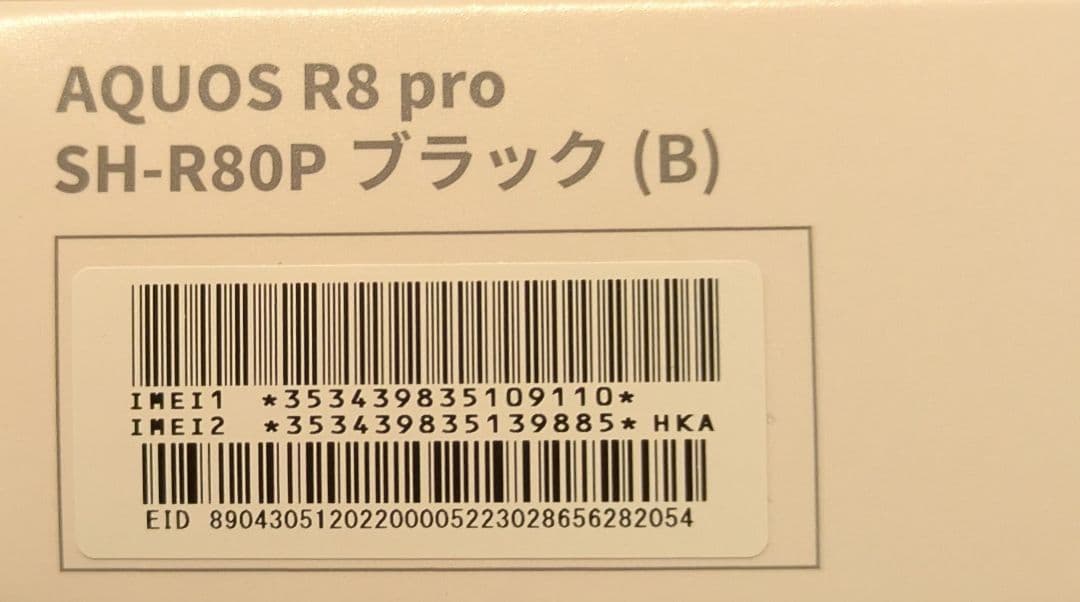 AQUOS R8 pro
SH-R80P ブラック (B)
IMEI1 *353439835109110*
IMEI2 *353439835139885* HKA
EID 89043051202200005223028656282054